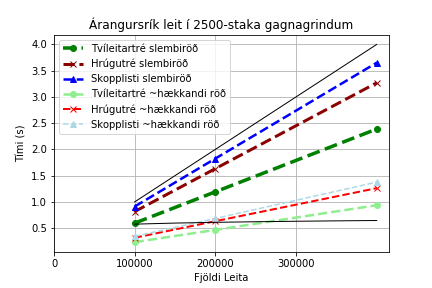 Árangursrík leit í 2500-staka gagnagrindum
4.0
3.5
3.0
2.5
2.0
1.5
1.0
0.5
Tími (s)
Tvíleitartré slembiröð
Hrúgutré slembiröð
Skopplisti slembiröð
Tvíleitartré ~hækkandi röð
Hrúgutré ~hækkandi röð
Skopplisti ~hækkandi röð
0 100000 200000 300000
Fjöldi Leita